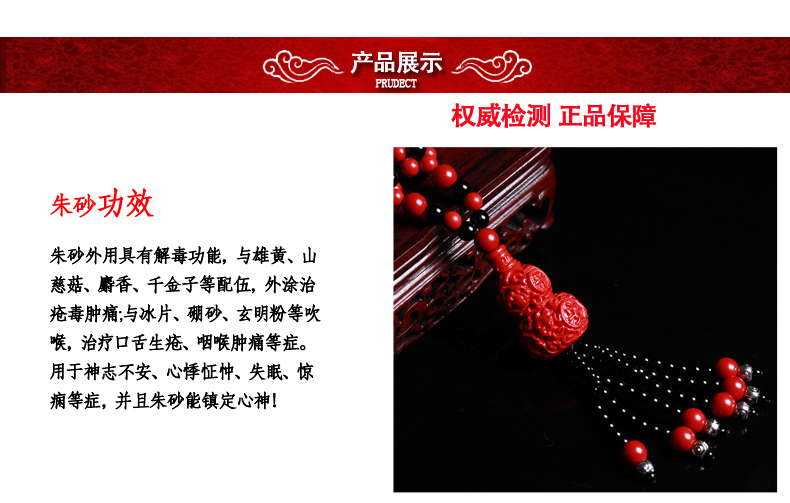 产品展示
PRUDECT
权威检测 正品保障
朱砂功效
朱砂外用具有解毒功能，与雄黄、山
慈菇、麝香、千金子等配伍，外涂治
疮毒肿痛;与冰片、硼砂、玄明粉等吹
喉，治疗口舌生疮、咽喉肿痛等症。
用于神志不安、心悸怔忡、失眠、惊
痫等症，并且朱砂能镇定心神！